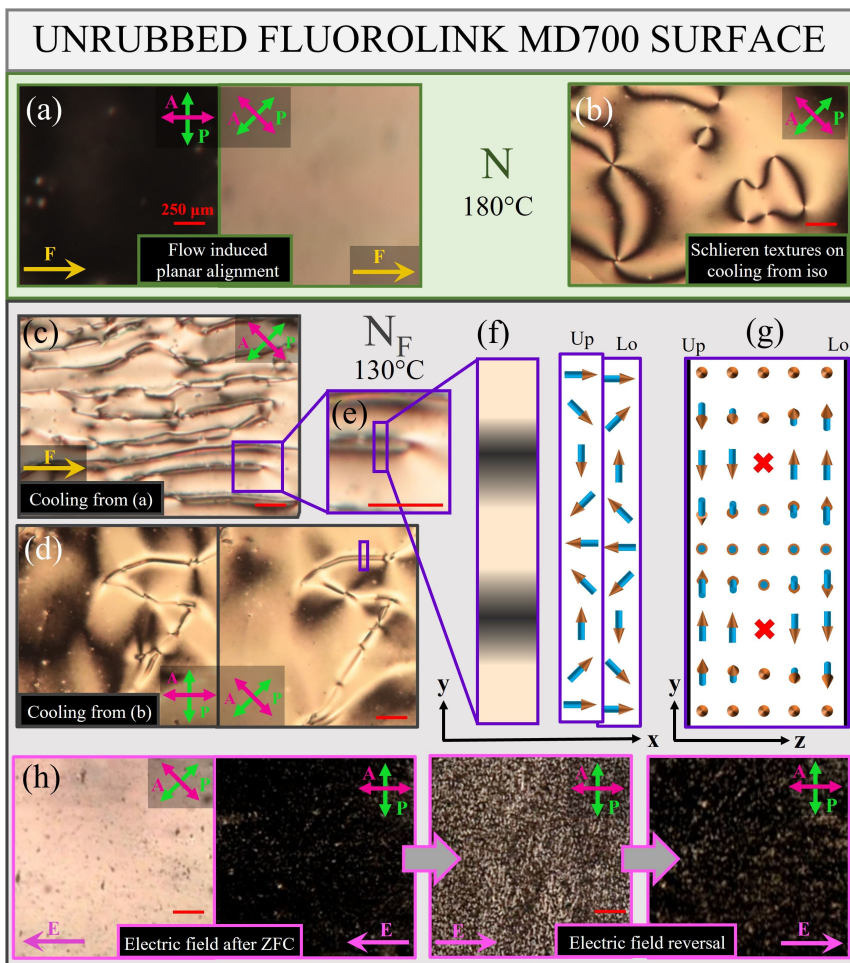 UNRUBBED FLUOROLINK MD700 SURFACE
(a)
A
P
A
P
250 μm
F
Flow induced
planar alignment
F
N
180°C
(b)
A
P
Schlieren textures on
cooling from iso
(c)
A
P
F
Cooling from (a)
N_F
130°C
(e)
(f)
Up
Lo
(g)
Up
Lo
(d)
A
P
A
P
Cooling from (b)
y
x
y
z
(h)
A
P
A
P
A
P
A
P
E
Electric field after ZFC
E
E
Electric field reversal
E